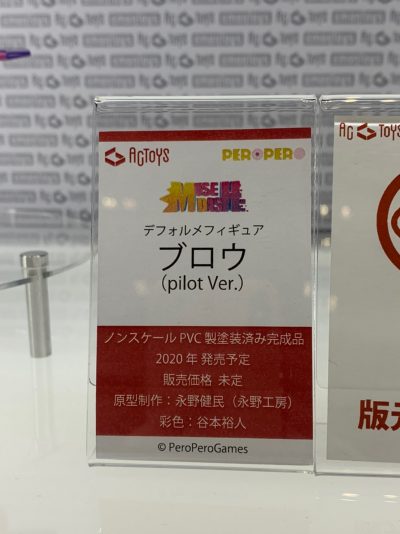 AGTOYS
PEROPERO
MUSE DASH
デフォルメフィギュア
ブロウ
(pilot Ver.)
ノンスケール PVC 製塗装済み完成品
2020 年 発売予定
販売価格 未定
原型制作:永野健民(永野工房)
彩色:谷本裕人
© PeroPeroGames
AG TOYS
版元